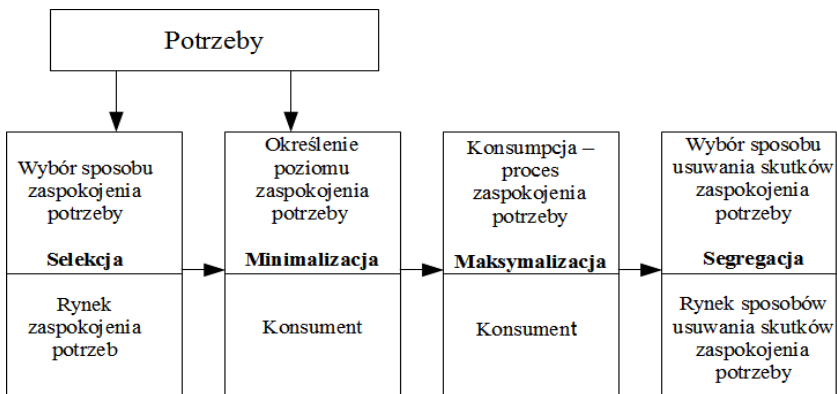 Potrzeby
Wybór sposobu
zaspokojenia
potrzeby
Selekcja
Rynek
zaspokojenia
potrzeb
Określenie
poziomu
zaspokojenia
potrzeby
Minimalizacja
Konsument
Konsumpcja –
proces
zaspokojenia
potrzeby
Maksymalizacja
Konsument
Wybór sposobu
usuwania skutków
zaspokojenia
potrzeby
Segregacja
Rynek sposobów
usuwania skutków
zaspokojenia
potrzeby